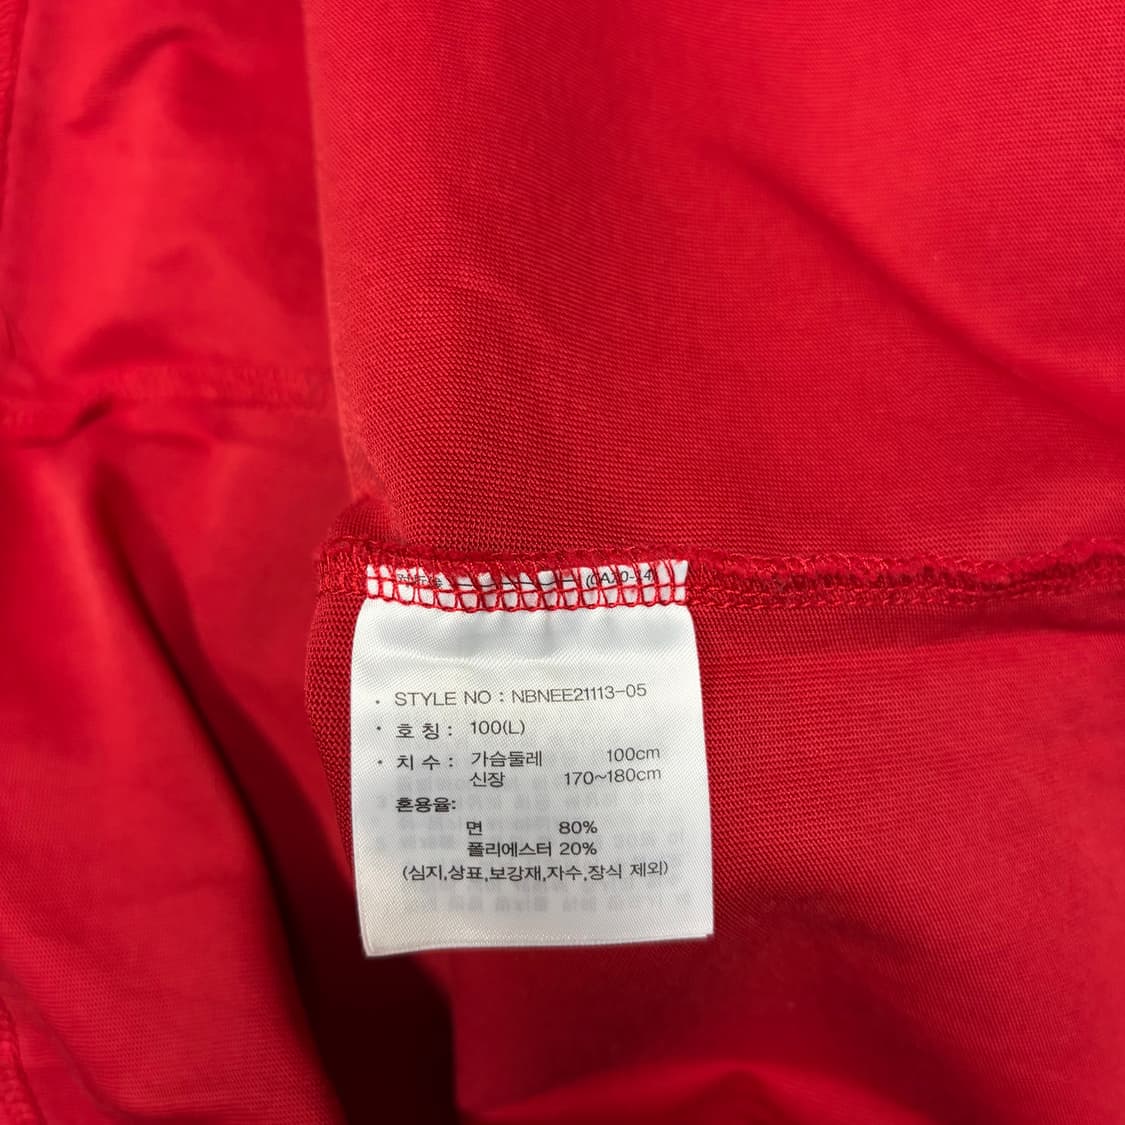 (CA10-14)
· STYLE NO : NBNEE21113-05
· 호 칭 : 100(L)
· 치 수 : 가슴둘레 100cm
신장 170~180cm
혼용율:
면 80%
폴리에스터 20%
(심지,상표,보강재,자수,장식 제외)